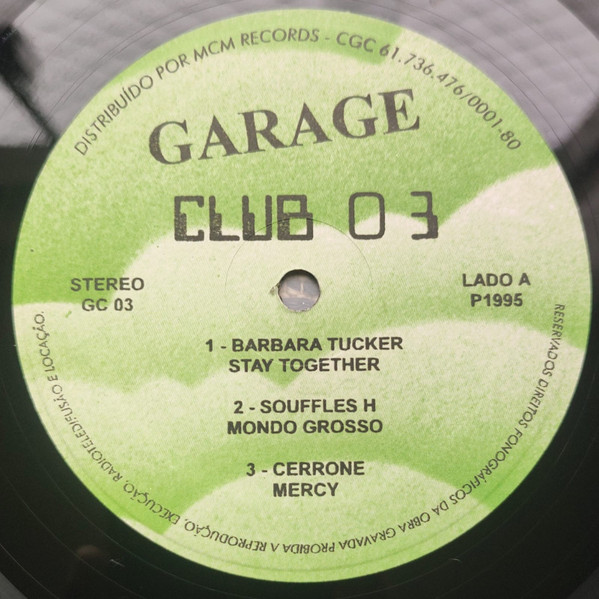 DISTRIBUÍDO POR MCM RECORDS - CGC 61.736.476/0001-80
GARAGE
CLUB 03
STEREO
GC 03
LADO A
P1995
1 - BARBARA TUCKER
STAY TOGETHER
2 - SOUFFLES H
MONDO GROSSO
3 - CERRONE
MERCY
RESERVADOS DIREITOS FONOGRÁFICOS DA OBRA GRAVADA PROIBIDA A REPRODUÇÃO, EXECUÇÃO, RADIOTELEDIFUSÃO E LOCAÇÃO.